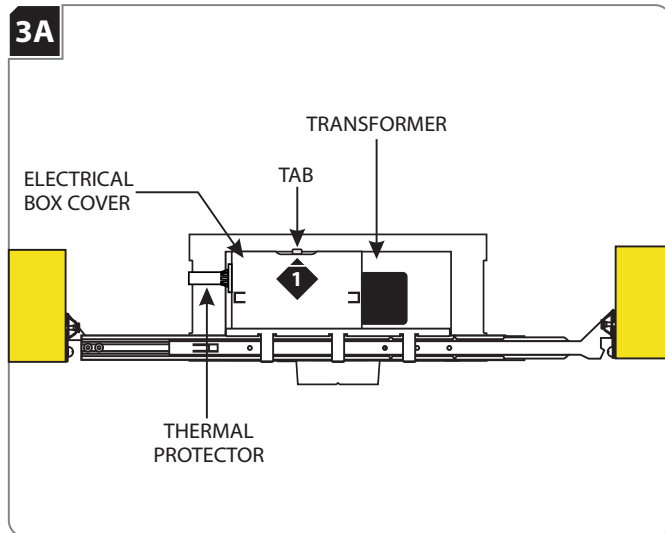 3A
TRANSFORMER
ELECTRICAL
BOX COVER
TAB
1
THERMAL
PROTECTOR